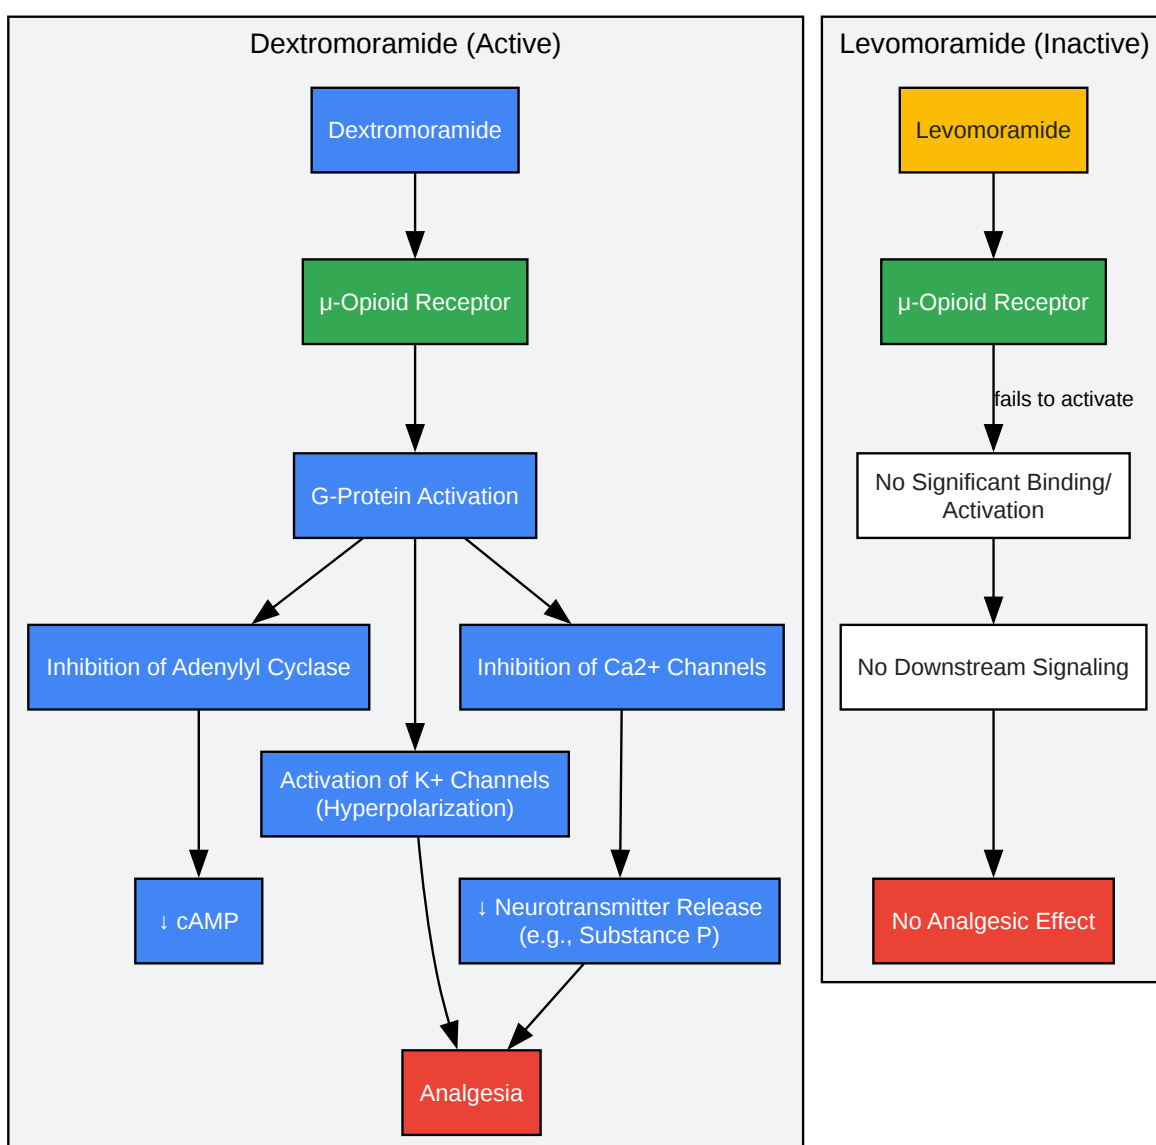 Dextromoramide (Active)
Dextromoramide
μ-Opioid Receptor
G-Protein Activation
Inhibition of Adenylyl Cyclase
Inhibition of Ca2+ Channels
Activation of K+ Channels
(Hyperpolarization)
↓ cAMP
↓ Neurotransmitter Release
(e.g., Substance P)
Analgesia
Levomoramide (Inactive)
Levomoramide
μ-Opioid Receptor
fails to activate
No Significant Binding/
Activation
No Downstream Signaling
No Analgesic Effect